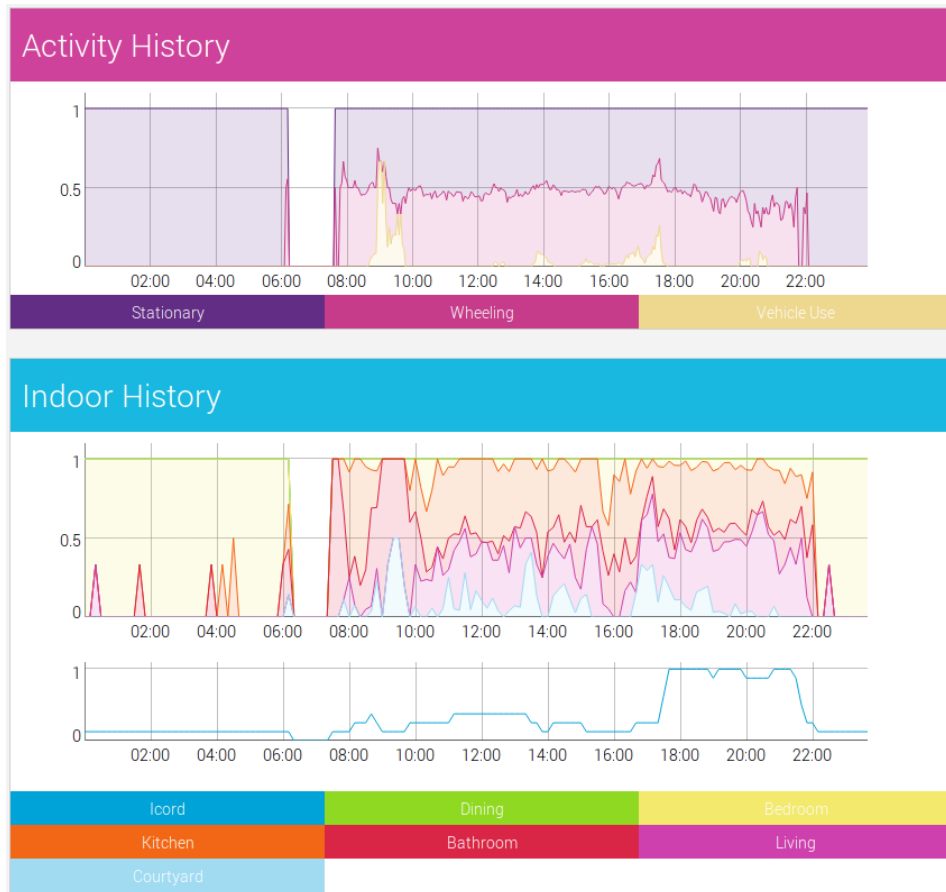 Activity History
1
0.5
0
02:00 04:00 06:00 08:00 10:00 12:00 14:00 16:00 18:00 20:00 22:00
Stationary Wheeling Vehicle Use
Indoor History
1
0.5
0
02:00 04:00 06:00 08:00 10:00 12:00 14:00 16:00 18:00 20:00 22:00
1
0
02:00 04:00 06:00 08:00 10:00 12:00 14:00 16:00 18:00 20:00 22:00
Icord Dining Bedroom
Kitchen Bathroom Living
Courtyard